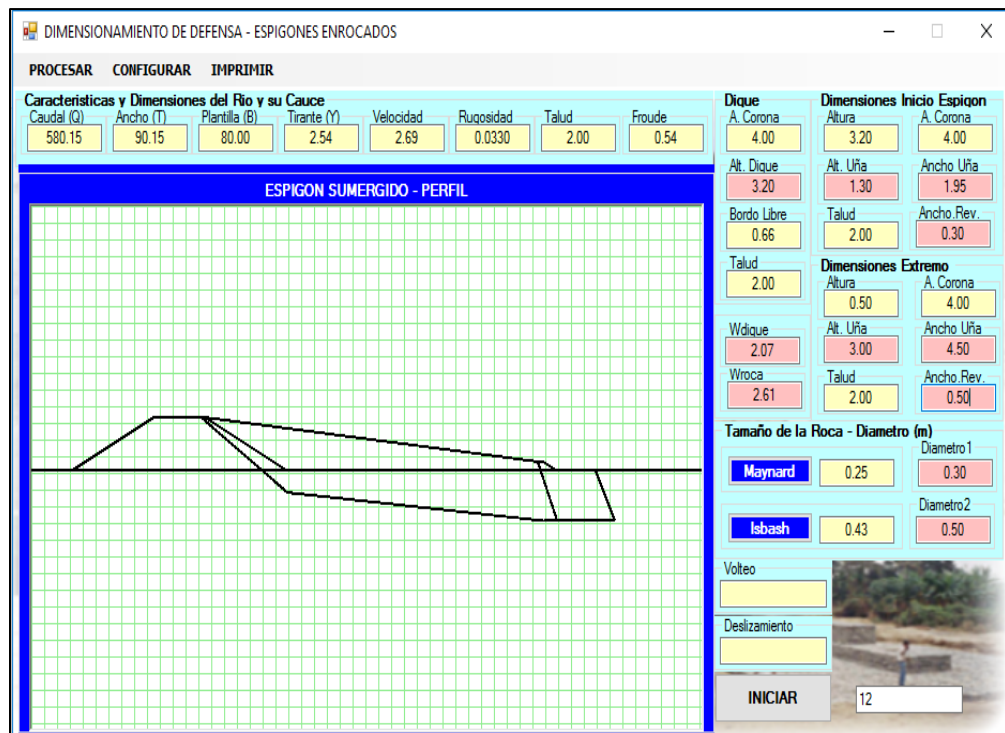 DIMENSIONAMIENTO DE DEFENSA - ESPIGONES ENROCADOS
PROCESAR CONFIGURAR IMPRIMIR
Caracteristicas y Dimensiones del Rio y su Cauce
Caudal (Q) Ancho (T) Plantilla (B) Tirante (Y) Velocidad Rugosidad Talud Froude
580.15 90.15 80.00 2.54 2.69 0.0330 2.00 0.54
ESPIGON SUMERGIDO - PERFIL
Dique
A. Corona
4.00
Alt. Dique
3.20
Bordo Libre
0.66
Talud
2.00
Wdique
2.07
Wroca
2.61
Dimensiones Inicio Espigon
Altura A. Corona
3.20 4.00
Alt. Uña Ancho Uña
1.30 1.95
Talud Ancho.Rev.
2.00 0.30
Dimensiones Extremo
Altura A. Corona
0.50 4.00
Alt. Uña Ancho Uña
3.00 4.50
Talud Ancho.Rev.
2.00 0.50
Tamaño de la Roca - Diametro (m)
Diametro1
Maynard 0.25 0.30
Diametro2
Isbash 0.43 0.50
Volteo
Deslizamiento
INICIAR 12